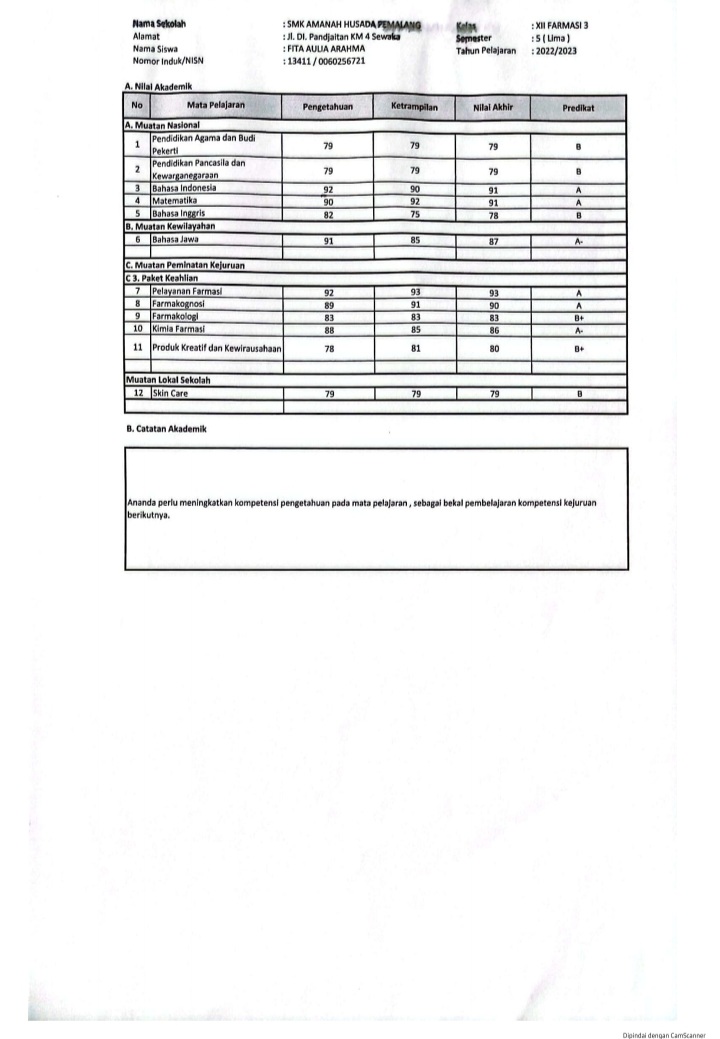 Nama Sekolah : SMK AMANAH HUSADA PEMALANG Kelas : XII FARMASI 3
Alamat : Jl. DI. Pandjaitan KM 4 Sewaka Semester : 5 ( Lima )
Nama Siswa : FITA AULIA ARAHMA Tahun Pelajaran : 2022/2023
Nomor Induk/NISN : 13411 / 0060256721
A. Nilai Akademik
No Mata Pelajaran Pengetahuan Ketrampilan Nilai Akhir Predikat
A. Muatan Nasional
1 Pendidikan Agama dan Budi Pekerti 79 79 79 B
2 Pendidikan Pancasila dan Kewarganegaraan 79 79 79 B
3 Bahasa Indonesia 92 90 91 A
4 Matematika 90 92 91 A
5 Bahasa Inggris 82 75 78 B
B. Muatan Kewilayahan
6 Bahasa Jawa 91 85 87 A-
C. Muatan Peminatan Kejuruan
C 3. Paket Keahlian
7 Pelayanan Farmasi 92 93 93 A
8 Farmakognosi 89 91 90 A
9 Farmakologi 83 83 83 B+
10 Kimia Farmasi 88 85 86 A-
11 Produk Kreatif dan Kewirausahaan 78 81 80 B+
Muatan Lokal Sekolah
12 Skin Care 79 79 79 B
B. Catatan Akademik
Ananda perlu meningkatkan kompetensi pengetahuan pada mata pelajaran , sebagai bekal pembelajaran kompetensi kejuruan
berikutnya.
Dipindai dengan CamScanner